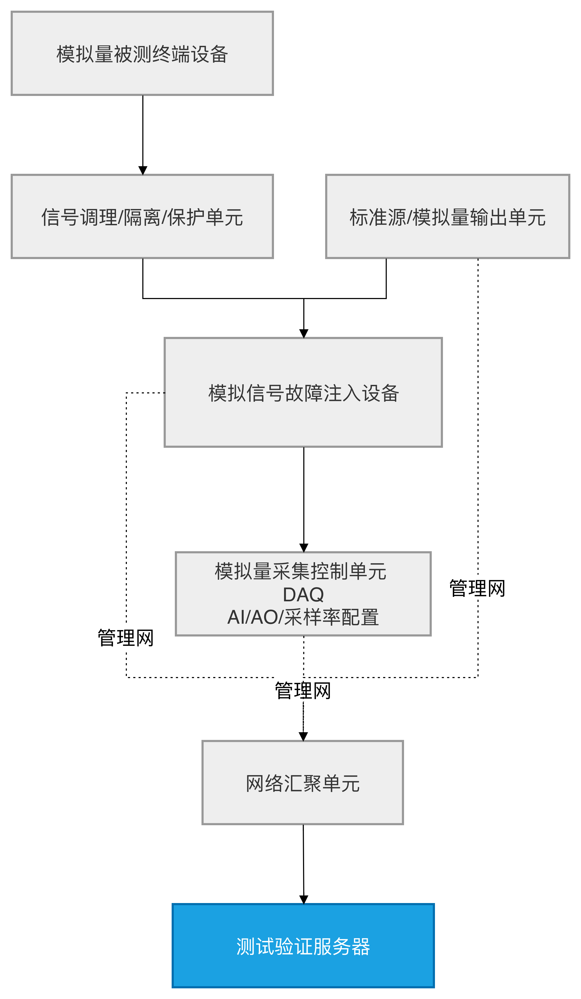 模拟量被测终端设备
信号调理/隔离/保护单元
标准源/模拟量输出单元
模拟信号故障注入设备
模拟量采集控制单元
DAQ
AI/AO/采样率配置
管理网
管理网
管理网
网络汇聚单元
测试验证服务器